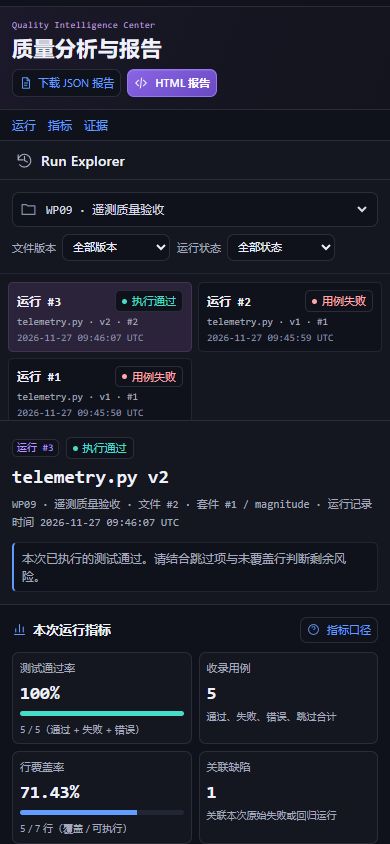 Quality Intelligence Center
质量分析与报告
下载 JSON 报告
HTML 报告
运行 指标 证据
Run Explorer
WP09 · 遥测质量验收
文件版本 全部版本 运行状态 全部状态
运行 #3 执行通过
telemetry.py · v2 · #2
2026-11-27 09:46:07 UTC
运行 #2 用例失败
telemetry.py · v1 · #1
2026-11-27 09:45:59 UTC
运行 #1 用例失败
telemetry.py · v1 · #1
2026-11-27 09:45:50 UTC
运行 #3 执行通过
telemetry.py v2
WP09 · 遥测质量验收 · 文件 #2 · 套件 #1 / magnitude · 运行记录
时间 2026-11-27 09:46:07 UTC
本次已执行的测试通过。请结合跳过项与未覆盖行判断剩余风
险。
本次运行指标 指标口径
测试通过率
100%
5 / 5（通过 + 失败 + 错误）
收录用例
5
通过、失败、错误、跳过合计
行覆盖率
71.43%
5 / 7 行（覆盖 / 可执行）
关联缺陷
1
关联本次原始失败或回归运行